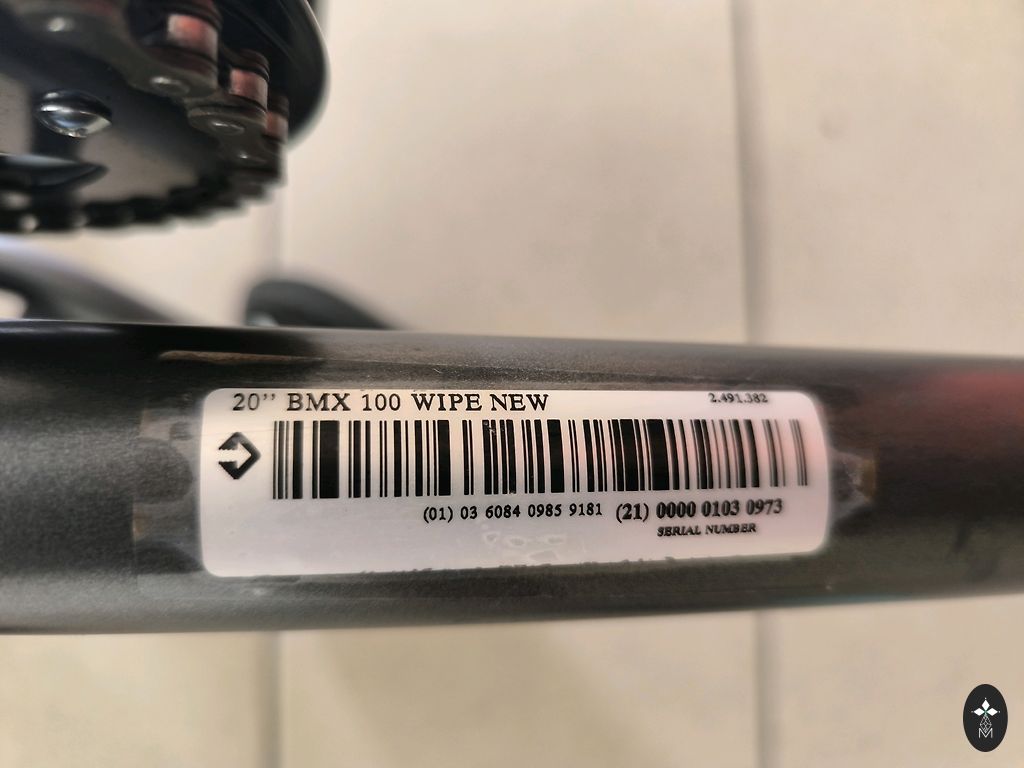 20’’ BMX 100 WIPE NEW 2.491.382
(01) 03 6084 0985 9181 (21) 0000 0103 0973
SERIAL NUMBER
M